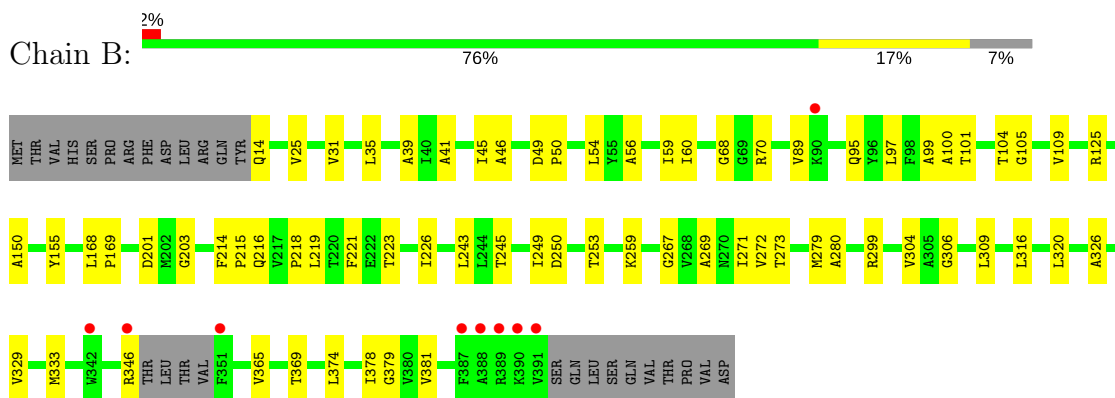 2%
Chain B:
76% 17% 7%
MET THR VAL HIS SER PRO ARG PHE ASP LEU ARG GLN TYR Q14 V25 V31 L35 A39 I40 A41 I45 A46 D49 P50 L54 Y55 A56 I59 I60 G68 G69 R70 V89 K90 Q95 Y96 L97 F98 A99 A100 T101 T104 G105 V109 R125
A150 Y155 L168 P169 D201 M202 G203 F214 P215 Q216 V217 P218 L219 T220 F221 E222 T223 I226 L243 L244 T245 I249 D250 T253 K259 G267 V268 A269 N270 I271 V272 T273 M279 A280 R299 V304 A305 G306 L309 L316 L320 A326
V329 M333 W342 R346 THR LEU THR VAL F351 V365 T369 L374 I378 G379 V380 V381 F387 A388 R389 K390 V391 SER GLN LEU SER GLN VAL THR PRO VAL ASP